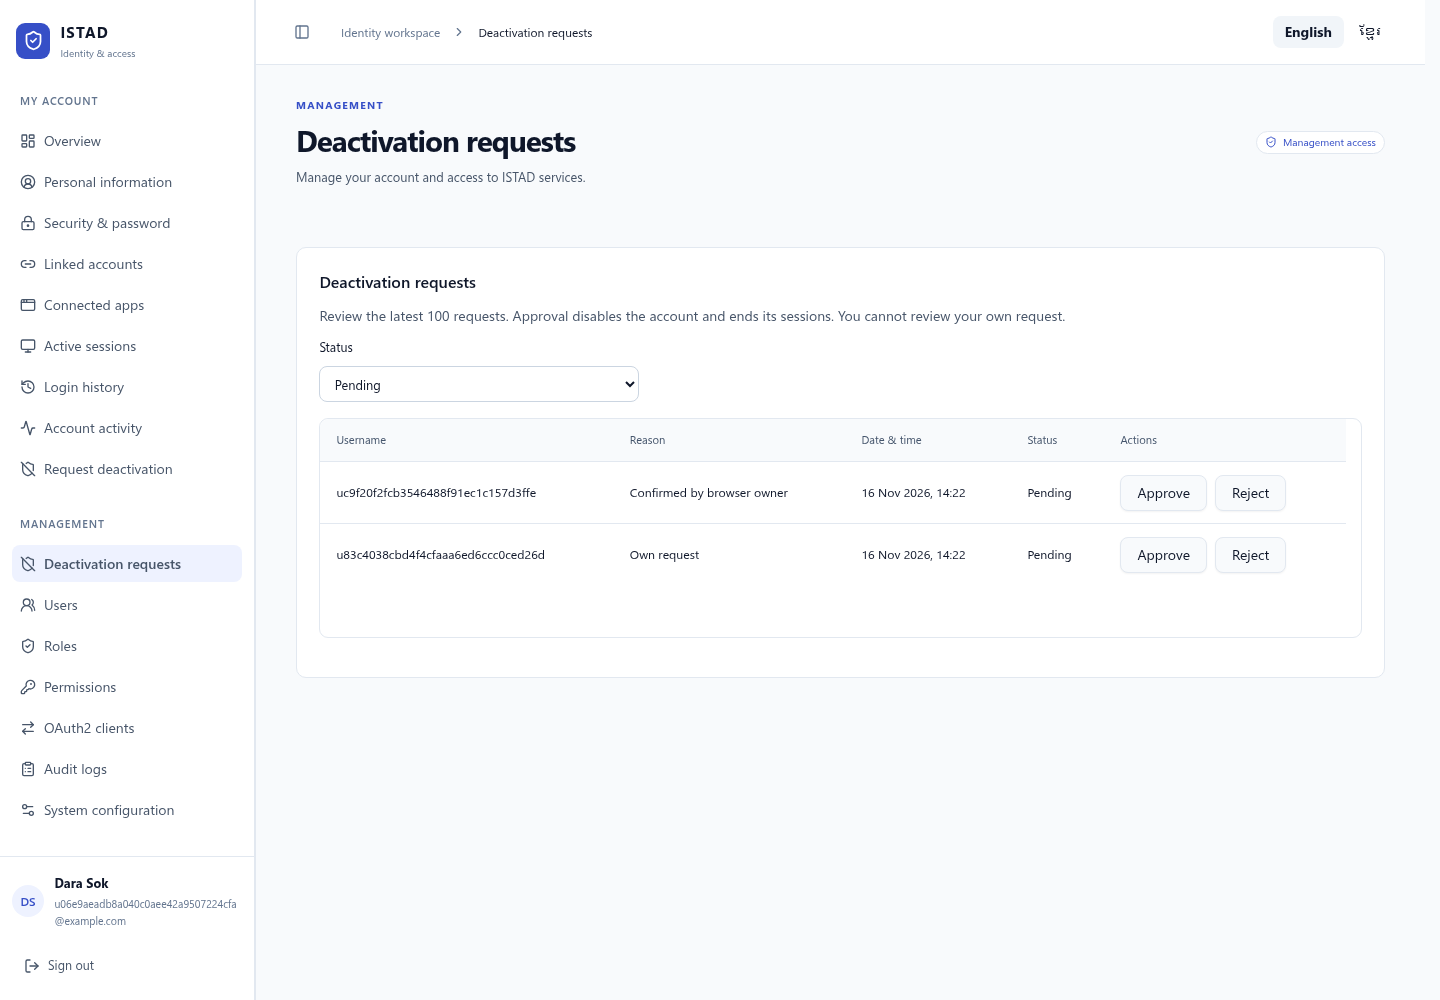 ISTAD
Identity & access
MY ACCOUNT
Overview
Personal information
Security & password
Linked accounts
Connected apps
Active sessions
Login history
Account activity
Request deactivation
MANAGEMENT
Deactivation requests
Users
Roles
Permissions
OAuth2 clients
Audit logs
System configuration
DS
Dara Sok
u06e9aeadb8a040c0aee42a9507224cfa
@example.com
Sign out
Identity workspace > Deactivation requests
English ខ្មែរ
MANAGEMENT
Deactivation requests
Management access
Manage your account and access to ISTAD services.
Deactivation requests
Review the latest 100 requests. Approval disables the account and ends its sessions. You cannot review your own request.
Status
Pending
Username Reason Date & time Status Actions
uc9f20f2fcb3546488f91ec1c157d3ffe Confirmed by browser owner 16 Nov 2026, 14:22 Pending Approve Reject
u83c4038cbd4f4cfaaa6ed6ccc0ced26d Own request 16 Nov 2026, 14:22 Pending Approve Reject